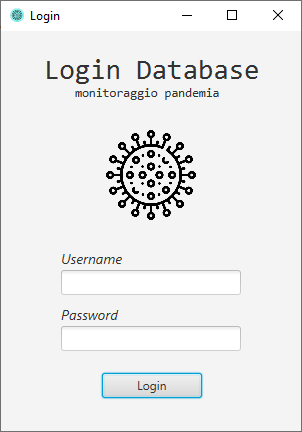 Login
Login Database
monitoraggio pandemia
Username
Password
Login